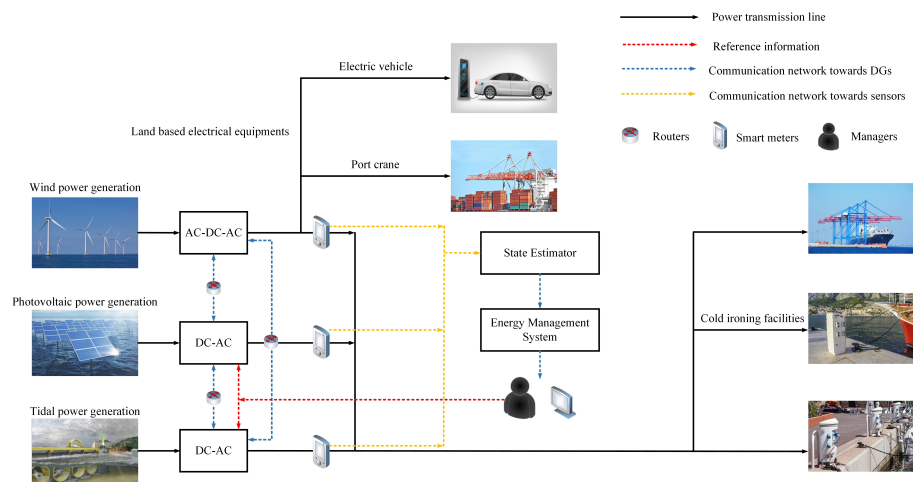 Power transmission line
Reference information
Communication network towards DGs
Communication network towards sensors
Routers
Smart meters
Managers
Electric vehicle
Land based electrical equipments
Port crane
Wind power generation
AC-DC-AC
State Estimator
Photovoltaic power generation
DC-AC
Energy Management
System
Cold ironing facilities
Tidal power generation
DC-AC